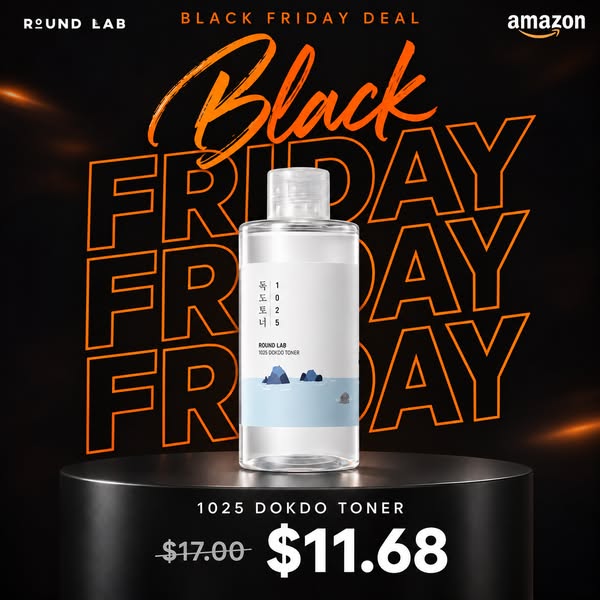 ROUND LAB
BLACK FRIDAY DEAL
amazon
Black
FRIDAY
FRIDAY
FRIDAY
독도토너
1025
ROUND LAB
1025 DOKDO TONER
1025 DOKDO TONER
$17.00 $11.68